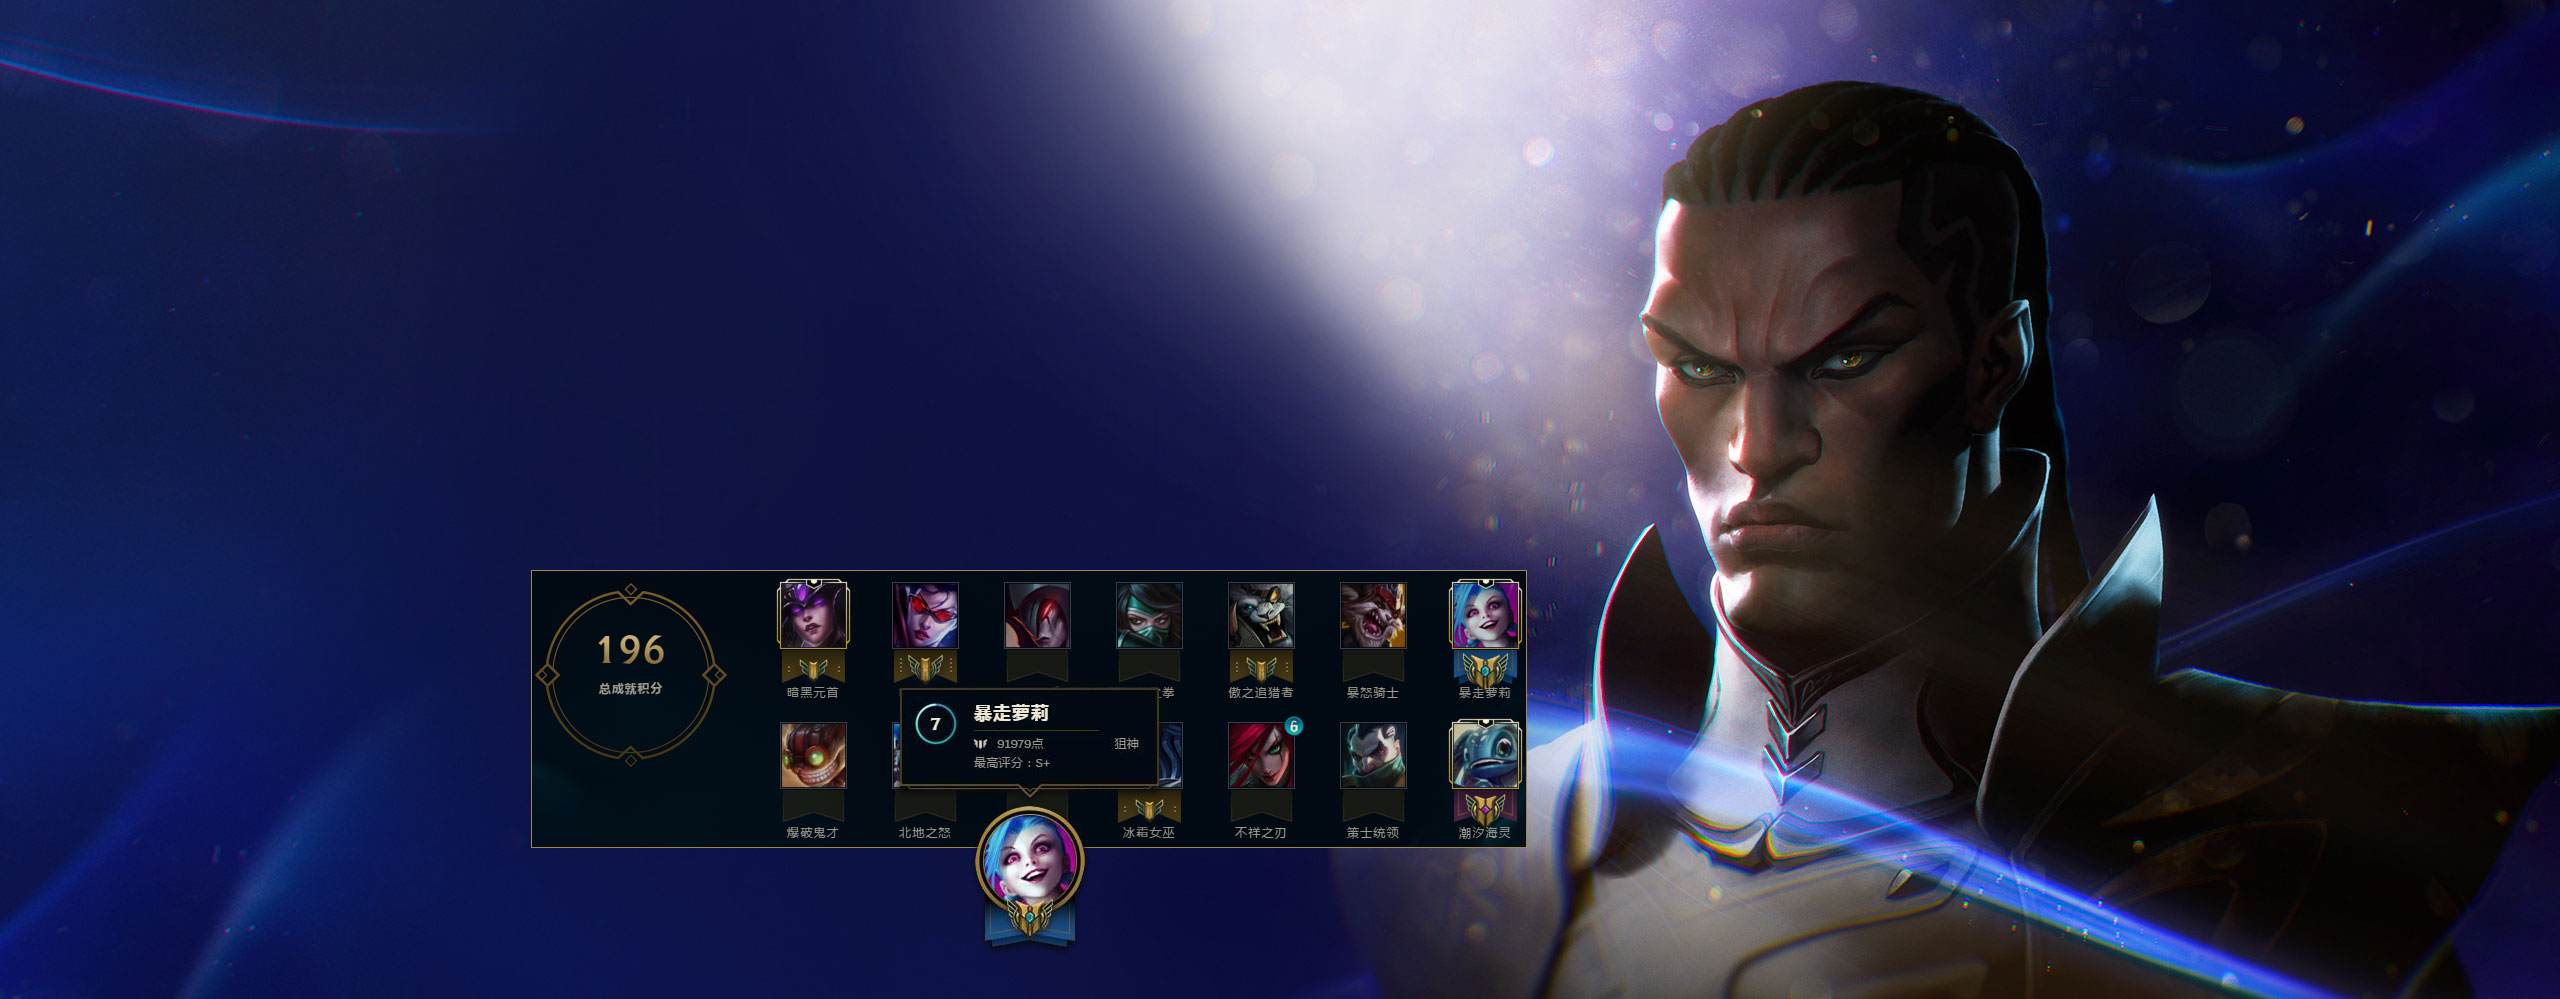 196
总成就积分
暗黑元首
拳
傲之追猎者
暴怒骑士
暴走萝莉
7
暴走萝莉
91979点
狙神
最高评分：S+
6
爆破鬼才
北地之怒
冰霜女巫
不祥之刃
策士统领
潮汐海灵